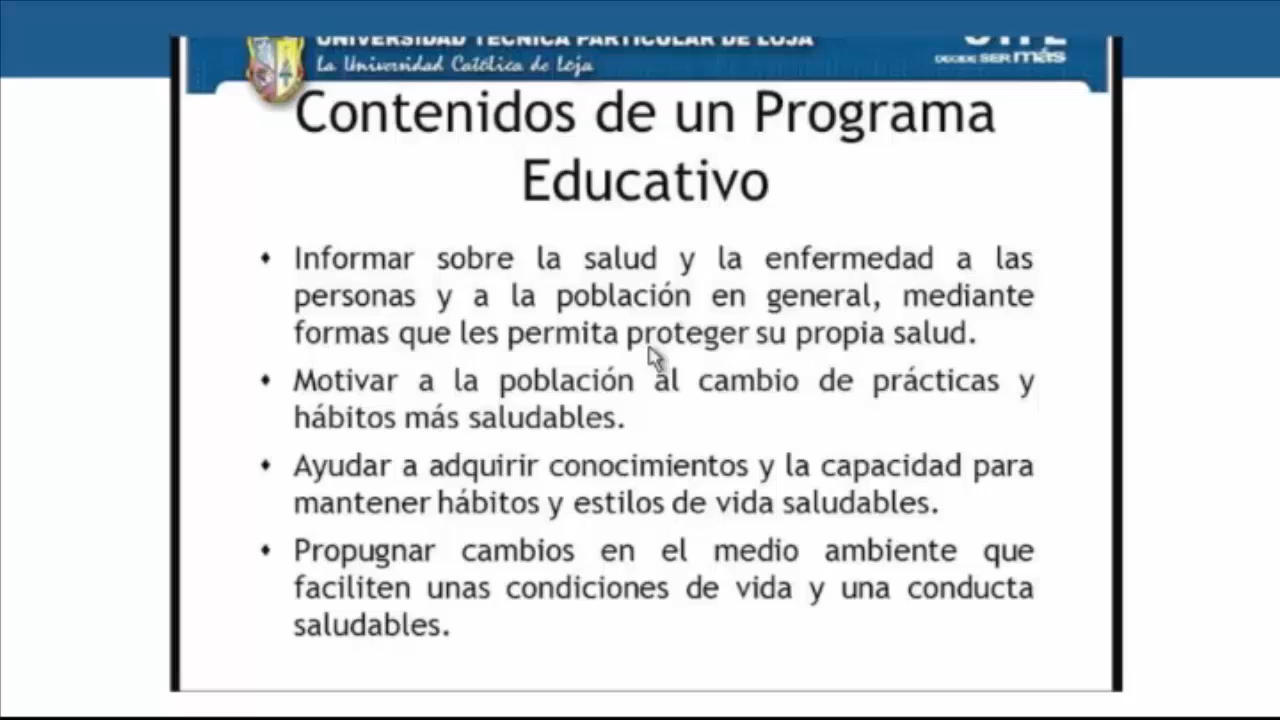 UNIVERSIDAD TÉCNICA PARTICULAR DE LOJA
La Universidad Católica de Loja
UTPL
DECIDE SER más
Contenidos de un Programa
Educativo
• Informar sobre la salud y la enfermedad a las
personas y a la población en general, mediante
formas que les permita proteger su propia salud.
• Motivar a la población al cambio de prácticas y
hábitos más saludables.
• Ayudar a adquirir conocimientos y la capacidad para
mantener hábitos y estilos de vida saludables.
• Propugnar cambios en el medio ambiente que
faciliten unas condiciones de vida y una conducta
saludables.